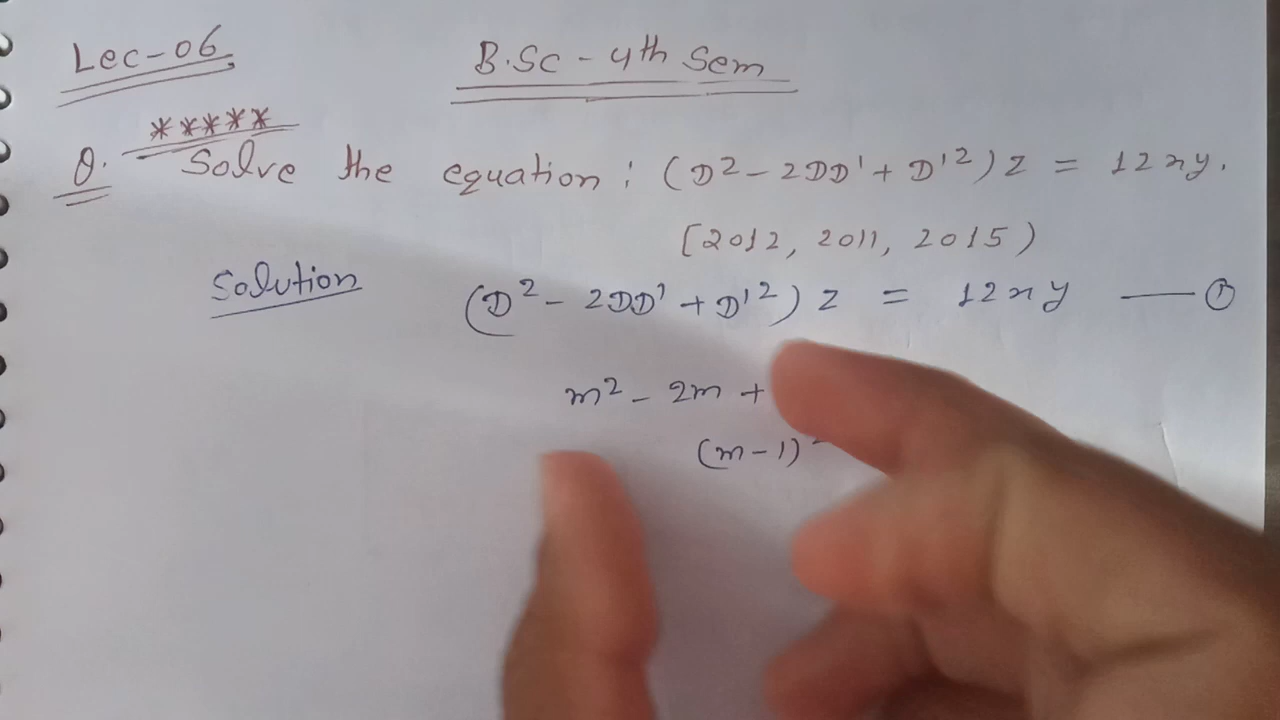 Lec-06
B.Sc - 4th Sem
*****
Q. Solve the equation : (D² - 2DD' + D'²) Z = 12xy.
[2012, 2011, 2015)
Solution (D² - 2DD' + D'²) Z = 12xy — ①
m² - 2m +
(m-1)²